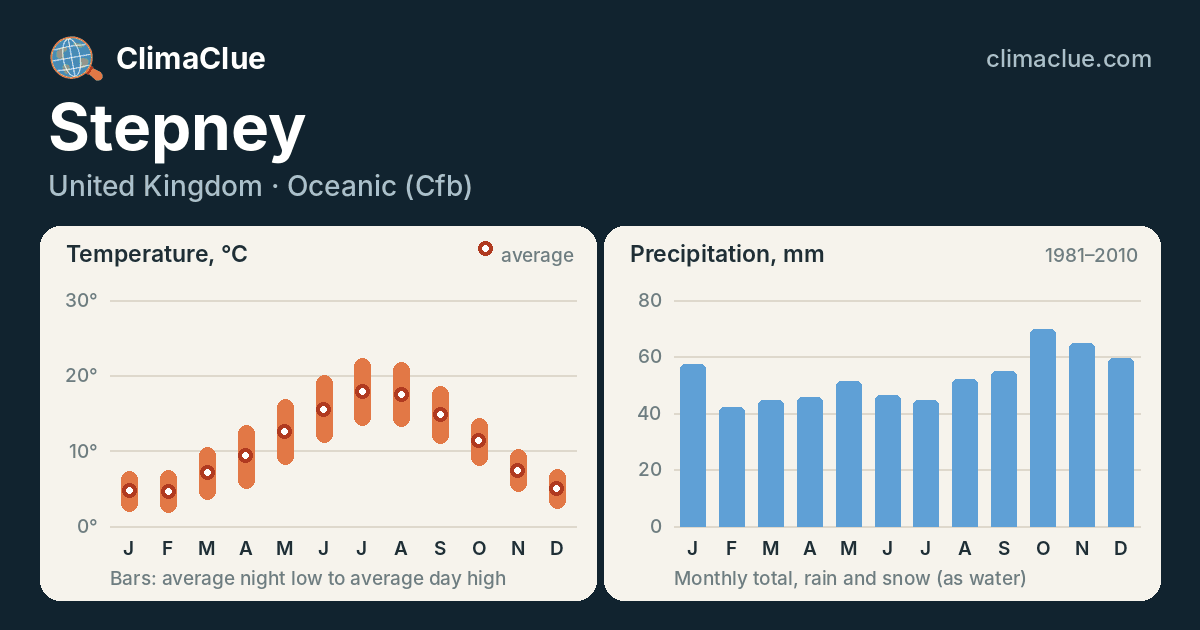 ClimaClue
climaclue.com
Stepney
United Kingdom · Oceanic (Cfb)
Temperature, °C
average
30°
20°
10°
0°
J F M A M J J A S O N D
Bars: average night low to average day high
Precipitation, mm
1981–2010
80
60
40
20
0
J F M A M J J A S O N D
Monthly total, rain and snow (as water)